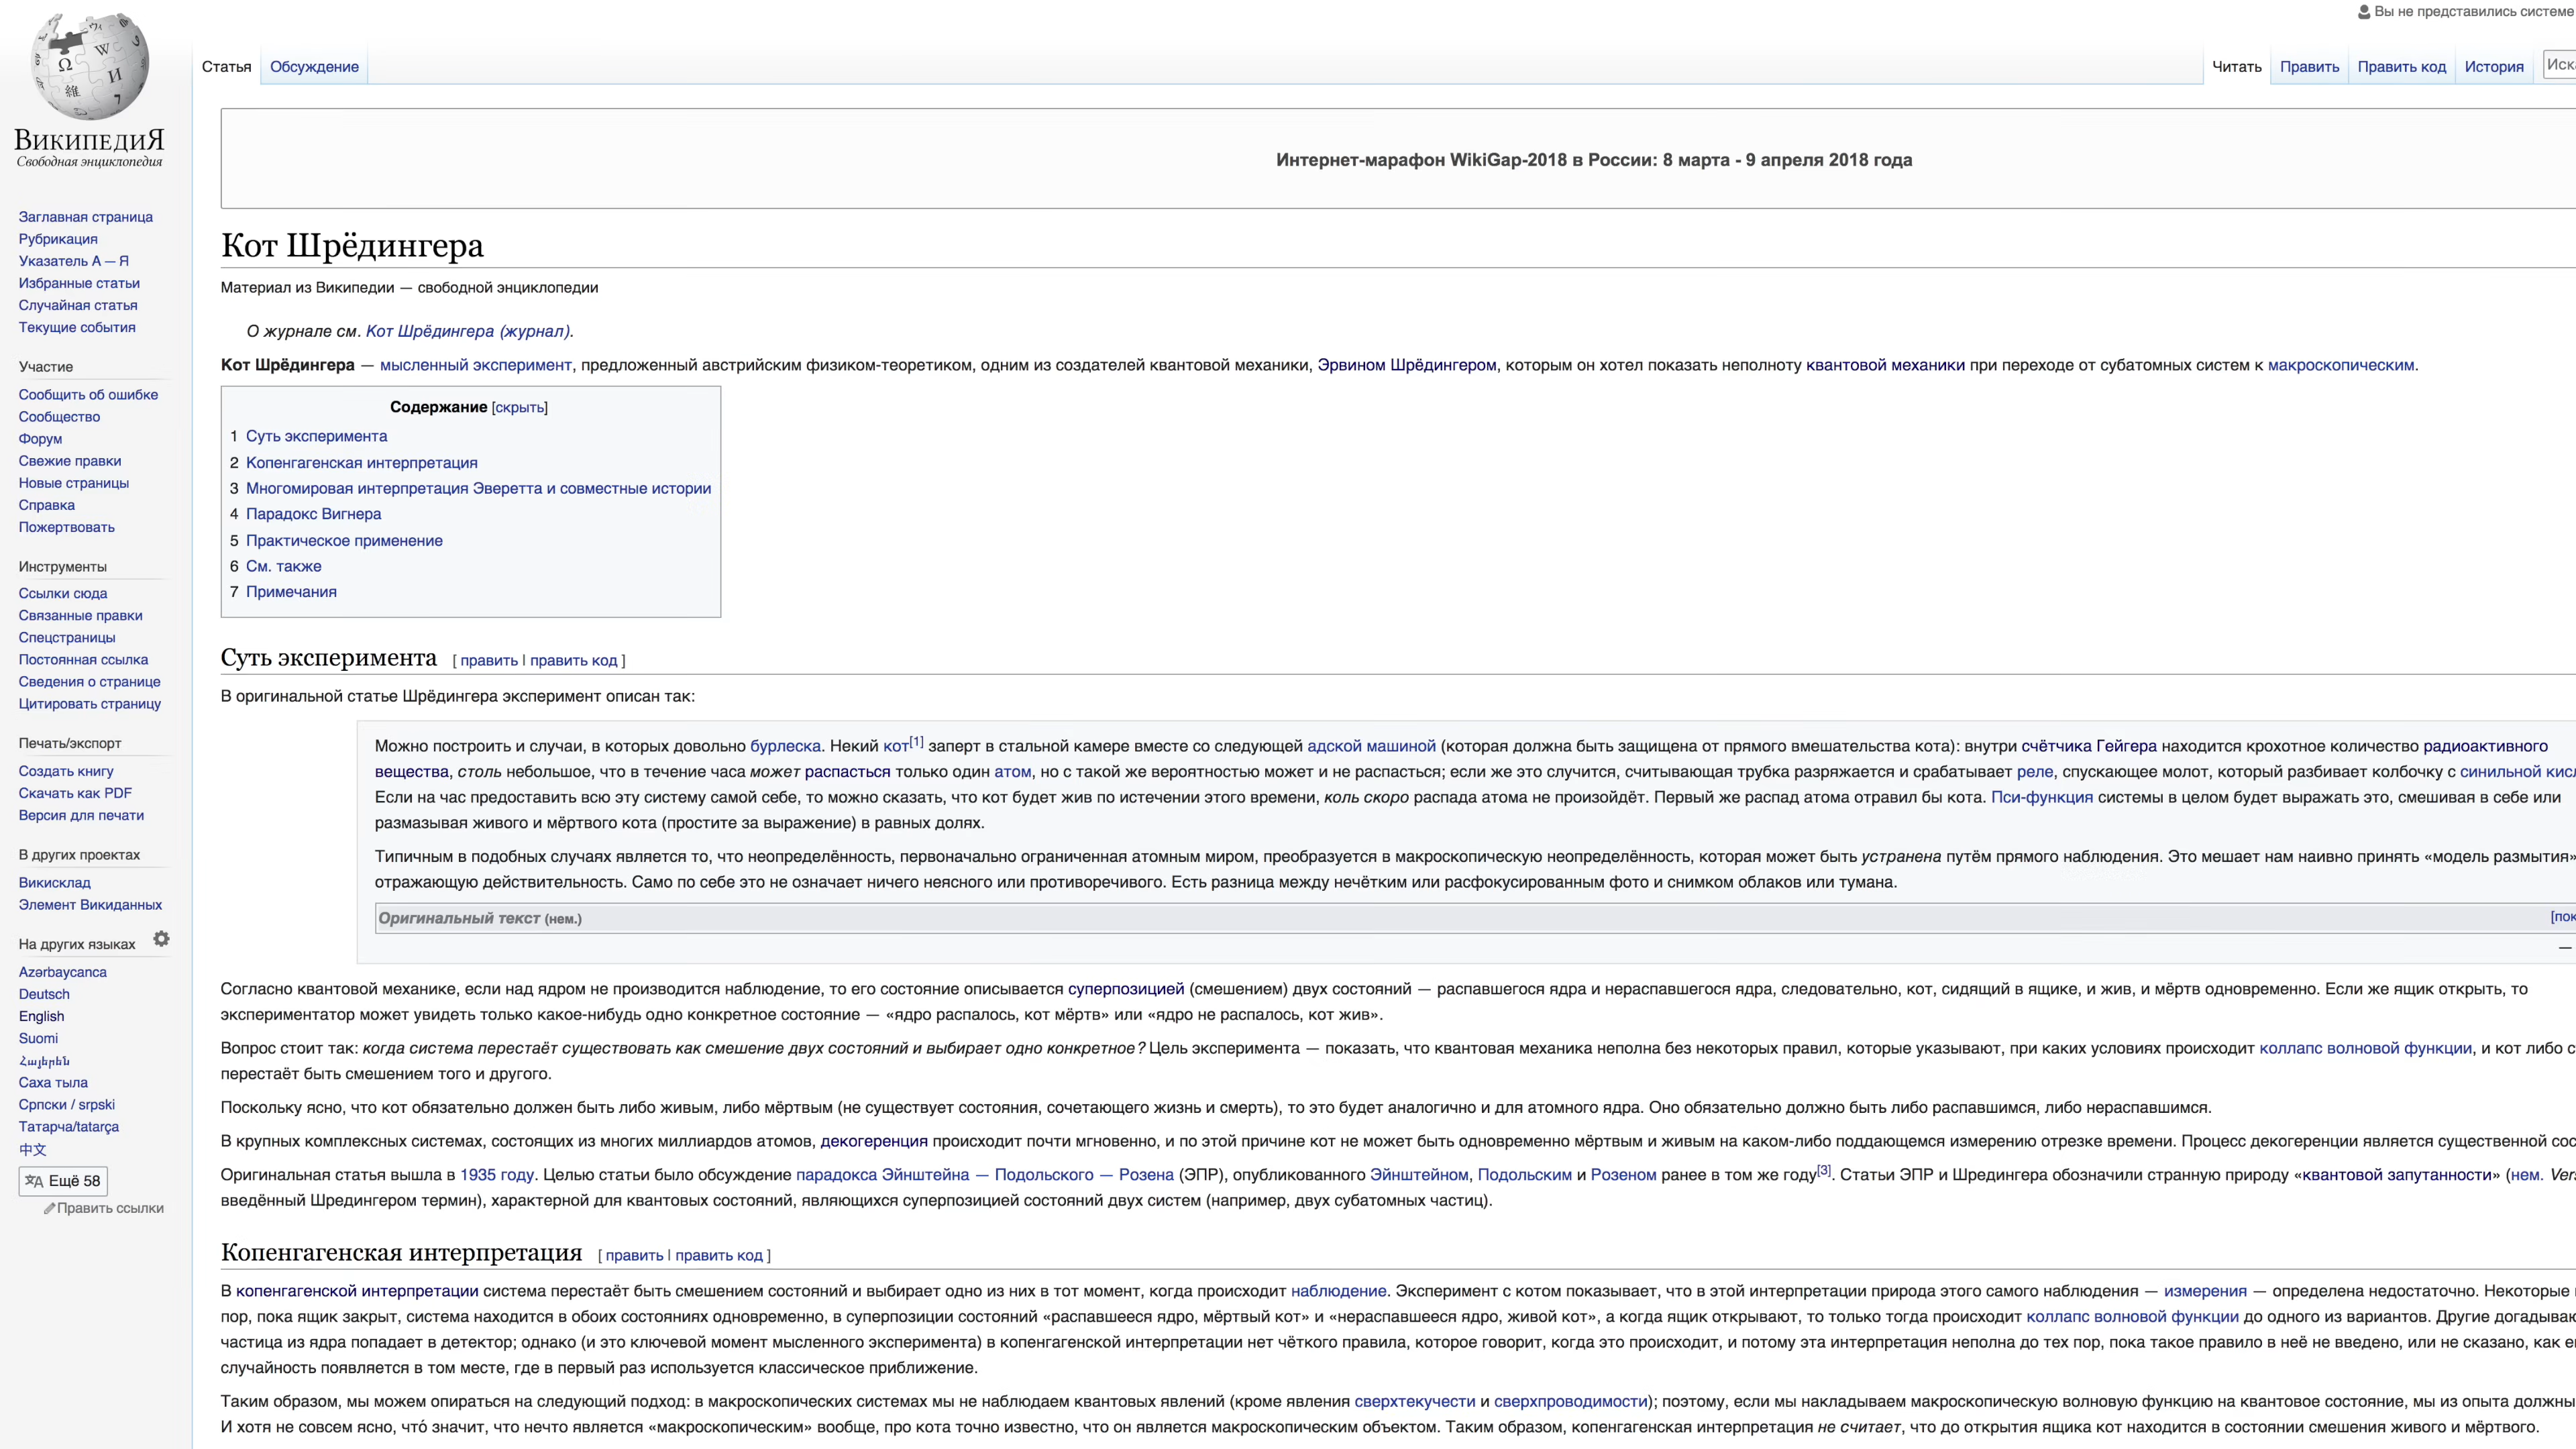 Вы не представились системе
Статья
Обсуждение
Читать
Править
Править код
История
ВИКИПЕДИЯ
Свободная энциклопедия
Интернет-марафон WikiGap-2018 в России: 8 марта - 9 апреля 2018 года
Заглавная страница
Рубрикация
Указатель А — Я
Избранные статьи
Случайная статья
Текущие события
Участие
Сообщить об ошибке
Сообщество
Форум
Свежие правки
Новые страницы
Справка
Пожертвовать
Инструменты
Ссылки сюда
Связанные правки
Спецстраницы
Постоянная ссылка
Сведения о странице
Цитировать страницу
Печать/экспорт
Создать книгу
Скачать как PDF
Версия для печати
В других проектах
Викисклад
Элемент Викиданных
На других языках
Azərbaycanca
Deutsch
English
Suomi
Հայերեն
Саха тыла
Српски / srpski
Татарча/tatarça
中文
Ещё 58
Править ссылки
Кот Шрёдингера
Материал из Википедии — свободной энциклопедии
О журнале см. Кот Шрёдингера (журнал).
Кот Шрёдингера — мысленный эксперимент, предложенный австрийским физиком-теоретиком, одним из создателей квантовой механики, Эрвином Шрёдингером, которым он хотел показать неполноту квантовой механики при переходе от субатомных систем к макроскопическим.
Содержание [скрыть]
1 Суть эксперимента
2 Копенгагенская интерпретация
3 Многомировая интерпретация Эверетта и совместные истории
4 Парадокс Вигнера
5 Практическое применение
6 См. также
7 Примечания
Суть эксперимента [ править | править код ]
В оригинальной статье Шрёдингера эксперимент описан так:
Можно построить и случаи, в которых довольно бурлеска. Некий кот[1] заперт в стальной камере вместе со следующей адской машиной (которая должна быть защищена от прямого вмешательства кота): внутри счётчика Гейгера находится крохотное количество радиоактивного
вещества, столь небольшое, что в течение часа может распасться только один атом, но с такой же вероятностью может и не распасться; если же это случится, считывающая трубка разряжается и срабатывает реле, спускающее молот, который разбивает колбочку с синильной
Если на час предоставить всю эту систему самой себе, то можно сказать, что кот будет жив по истечении этого времени, коль скоро распада атома не произойдёт. Первый же распад атома отравил бы кота. Пси-функция системы в целом будет выражать это, смешивая в себе или
размазывая живого и мёртвого кота (простите за выражение) в равных долях.
Типичным в подобных случаях является то, что неопределённость, первоначально ограниченная атомным миром, преобразуется в макроскопическую неопределённость, которая может быть устранена путём прямого наблюдения. Это мешает нам наивно принять «модель размытия»
отражающую действительность. Само по себе это не означает ничего неясного или противоречивого. Есть разница между нечётким или расфокусированным фото и снимком облаков или тумана.
Оригинальный текст (нем.)
—
Согласно квантовой механике, если над ядром не производится наблюдение, то его состояние описывается суперпозицией (смешением) двух состояний — распавшегося ядра и нераспавшегося ядра, следовательно, кот, сидящий в ящике, и жив, и мёртв одновременно. Если же ящик открыть, то
экспериментатор может увидеть только какое-нибудь одно конкретное состояние — «ядро распалось, кот мёртв» или «ядро не распалось, кот жив».
Вопрос стоит так: когда система перестаёт существовать как смешение двух состояний и выбирает одно конкретное? Цель эксперимента — показать, что квантовая механика неполна без некоторых правил, которые указывают, при каких условиях происходит коллапс волновой функции, и кот либо
перестаёт быть смешением того и другого.
Поскольку ясно, что кот обязательно должен быть либо живым, либо мёртвым (не существует состояния, сочетающего жизнь и смерть), то это будет аналогично и для атомного ядра. Оно обязательно должно быть либо распавшимся, либо нераспавшимся.
В крупных комплексных системах, состоящих из многих миллиардов атомов, декогеренция происходит почти мгновенно, и по этой причине кот не может быть одновременно мёртвым и живым на каком-либо поддающемся измерению отрезке времени. Процесс декогеренции является существенной
Оригинальная статья вышла в 1935 году. Целью статьи было обсуждение парадокса Эйнштейна — Подольского — Розена (ЭПР), опубликованного Эйнштейном, Подольским и Розеном ранее в том же году[3]. Статьи ЭПР и Шредингера обозначили странную природу «квантовой запутанности» (нем.
введённый Шредингером термин), характерной для квантовых состояний, являющихся суперпозицией состояний двух систем (например, двух субатомных частиц).
Копенгагенская интерпретация [ править | править код ]
В копенгагенской интерпретации система перестаёт быть смешением состояний и выбирает одно из них в тот момент, когда происходит наблюдение. Эксперимент с котом показывает, что в этой интерпретации природа этого самого наблюдения — измерения — определена недостаточно. Некоторые
пор, пока ящик закрыт, система находится в обоих состояниях одновременно, в суперпозиции состояний «распавшееся ядро, мёртвый кот» и «нераспавшееся ядро, живой кот», а когда ящик открывают, то только тогда происходит коллапс волновой функции до одного из вариантов. Другие
частица из ядра попадает в детектор; однако (и это ключевой момент мысленного эксперимента) в копенгагенской интерпретации нет чёткого правила, которое говорит, когда это происходит, и потому эта интерпретация неполна до тех пор, пока такое правило в неё не введено, или не сказано, как
случайность появляется в том месте, где в первый раз используется классическое приближение.
Таким образом, мы можем опираться на следующий подход: в макроскопических системах мы не наблюдаем квантовых явлений (кроме явления сверхтекучести и сверхпроводимости); поэтому, если мы накладываем макроскопическую волновую функцию на квантовое состояние, мы из опыта должны
И хотя не совсем ясно, что́ значит, что нечто является «макроскопическим» вообще, про кота точно известно, что он является макроскопическим объектом. Таким образом, копенгагенская интерпретация не считает, что до открытия ящика кот находится в состоянии смешения живого и мёртвого.